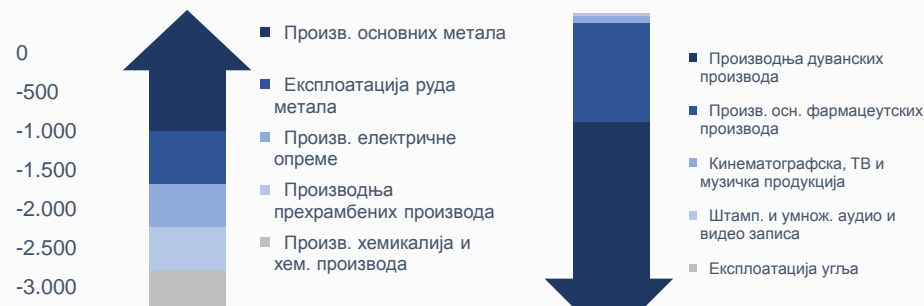 0
-500
-1.000
-1.500
-2.000
-2.500
-3.000
Произв. основних метала
Експлоатација руда
метала
Произв. електричне
опреме
Производња
прехрамбених производа
Произв. хемикалија и
хем. производа
Производња дуванских
производа
Произв. осн. фармацеутских
производа
Кинематографска, ТВ и
музичка продукција
Штамп. и умнож. аудио и
видео записа
Експлоатација угља